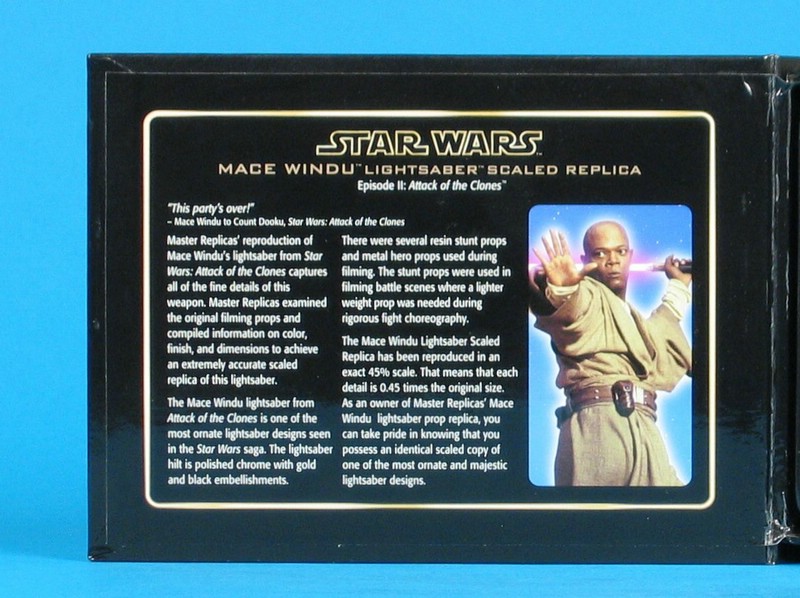 STAR WARS™
MACE WINDU™ LIGHTSABER™ SCALED REPLICA
Episode II: Attack of the Clones™
"This party's over!"
– Mace Windu to Count Dooku, Star Wars: Attack of the Clones
Master Replicas' reproduction of
Mace Windu's lightsaber from Star
Wars: Attack of the Clones captures
all of the fine details of this
weapon. Master Replicas examined
the original filming props and
compiled information on color,
finish, and dimensions to achieve
an extremely accurate scaled
replica of this lightsaber.
The Mace Windu lightsaber from
Attack of the Clones is one of the
most ornate lightsaber designs seen
in the Star Wars saga. The lightsaber
hilt is polished chrome with gold
and black embellishments.
There were several resin stunt props
and metal hero props used during
filming. The stunt props were used in
filming battle scenes where a lighter
weight prop was needed during
rigorous fight choreography.
The Mace Windu Lightsaber Scaled
Replica has been reproduced in an
exact 45% scale. That means that each
detail is 0.45 times the original size.
As an owner of Master Replicas' Mace
Windu lightsaber prop replica, you
can take pride in knowing that you
possess an identical scaled copy of
one of the most ornate and majestic
lightsaber designs.